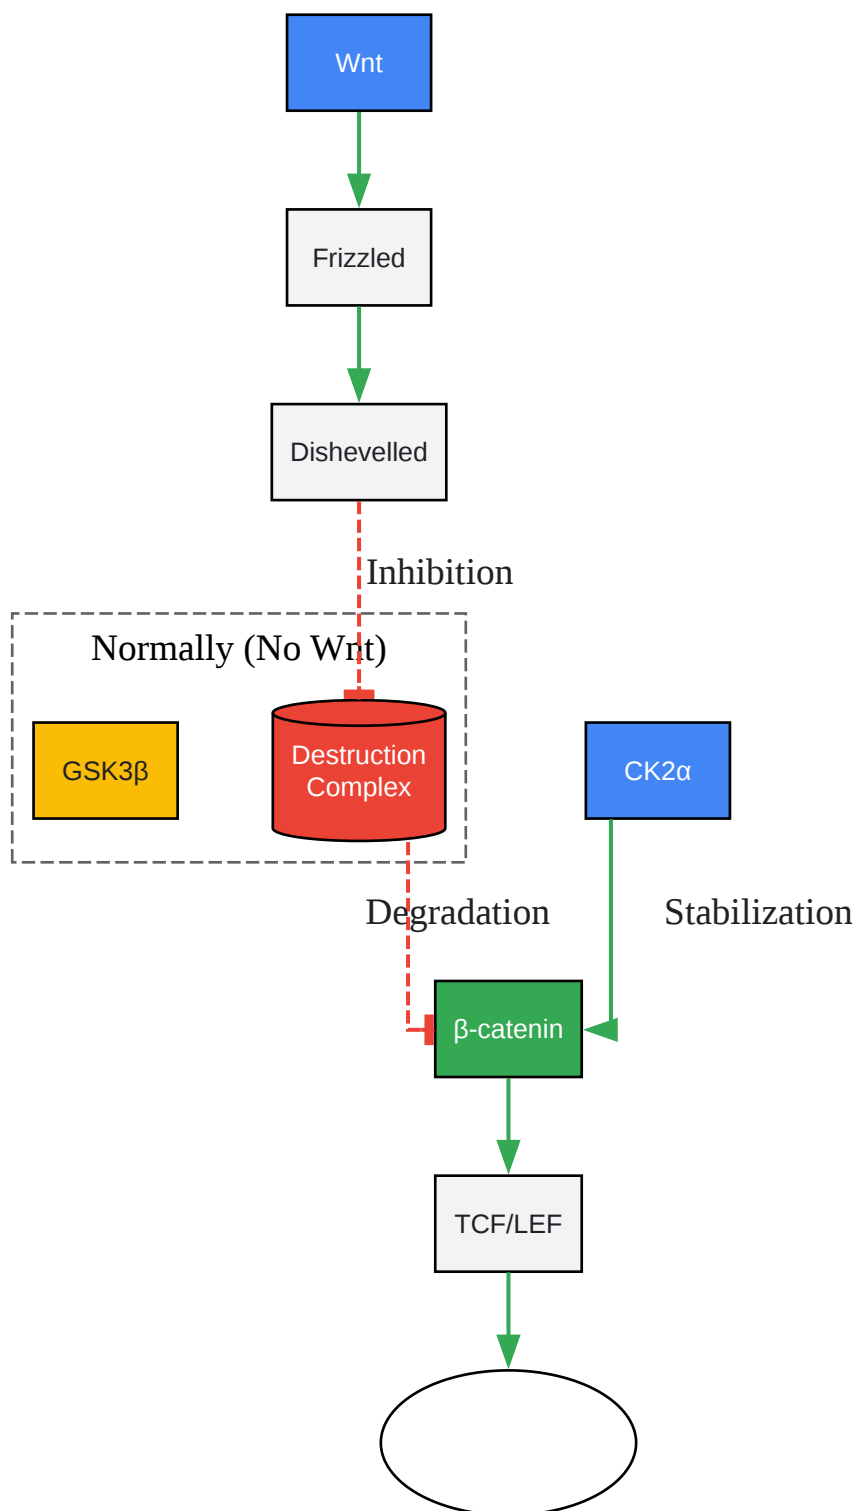 Wnt
Frizzled
Dishevelled
Inhibition
Normally (No Wnt)
GSK3β
Destruction
Complex
CK2α
Degradation
Stabilization
β-catenin
TCF/LEF